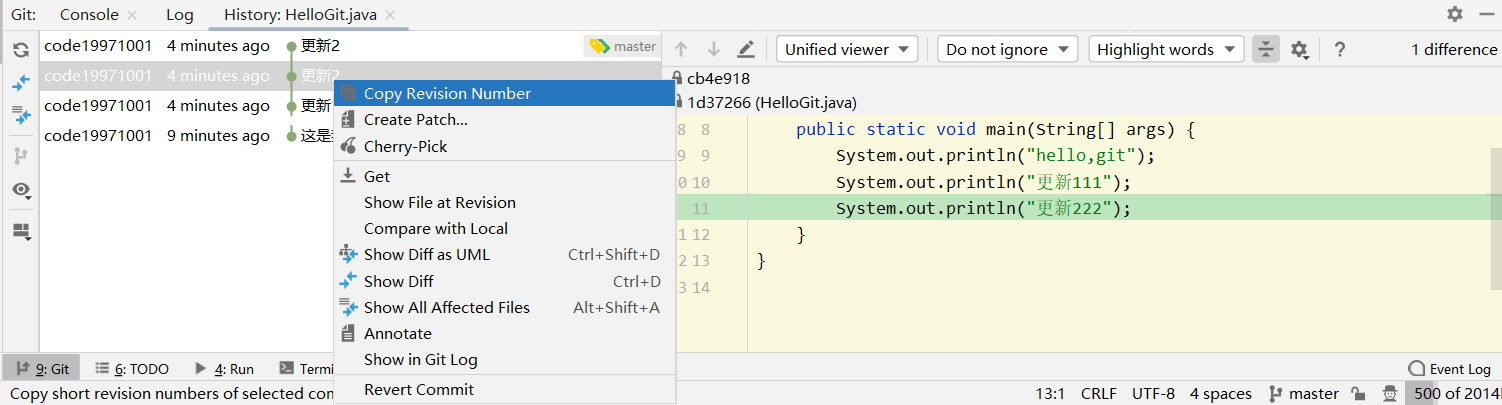 Git: Console History: HelloGit.java Log
code19971001 4 minutes ago 更新2 master
code19971001 4 minutes ago 更新2
code19971001 4 minutes ago 更新
code19971001 9 minutes ago 这是
Copy Revision Number
Create Patch...
Cherry-Pick
Get
Show File at Revision
Compare with Local
Show Diff as UML Ctrl+Shift+D
Show Diff Ctrl+D
Show All Affected Files Alt+Shift+A
Annotate
Show in Git Log
Revert Commit
Unified viewer Do not ignore Highlight words ? 1 difference
cb4e918
1d37266 (HelloGit.java)
8 8 public static void main(String[] args) {
9 9 System.out.println("hello,git");
0 10 System.out.println("更新111");
11 System.out.println("更新222");
1 12 }
2 13 }
3 14
9: Git 6: TODO 4: Run Termi Event Log
Copy short revision numbers of selected con 13:1 CRLF UTF-8 4 spaces master 500 of 2014